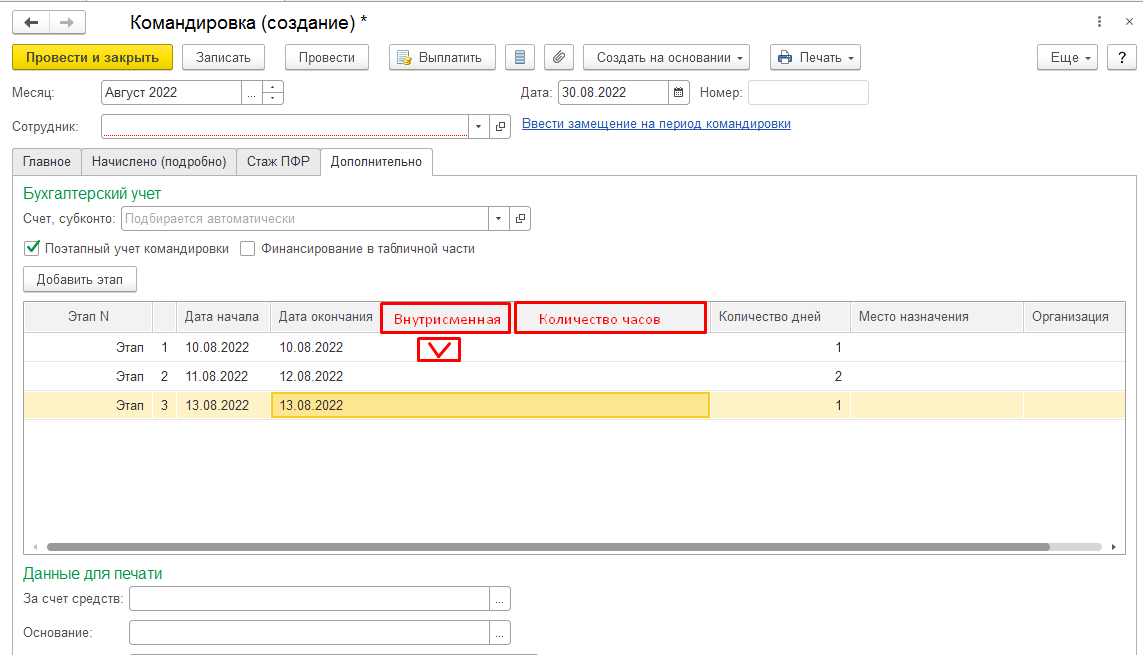 Командировка (создание) *
Провести и закрыть Записать Провести Выплатить Создать на основании Печать Еще ?
Месяц: Август 2022 ... Дата: 30.08.2022 Номер:
Сотрудник: Ввести замещение на период командировки
Главное Начислено (подробно) Стаж ПФР Дополнительно
Бухгалтерский учет
Счет, субконто: Подбирается автоматически
Поэтапный учет командировки Финансирование в табличной части
Добавить этап
Этап N Дата начала Дата окончания Внутрисменная Количество часов Количество дней Место назначения Организация
Этап 1 10.08.2022 10.08.2022 1
Этап 2 11.08.2022 12.08.2022 2
Этап 3 13.08.2022 13.08.2022 1
Данные для печати
За счет средств: ...
Основание: ...